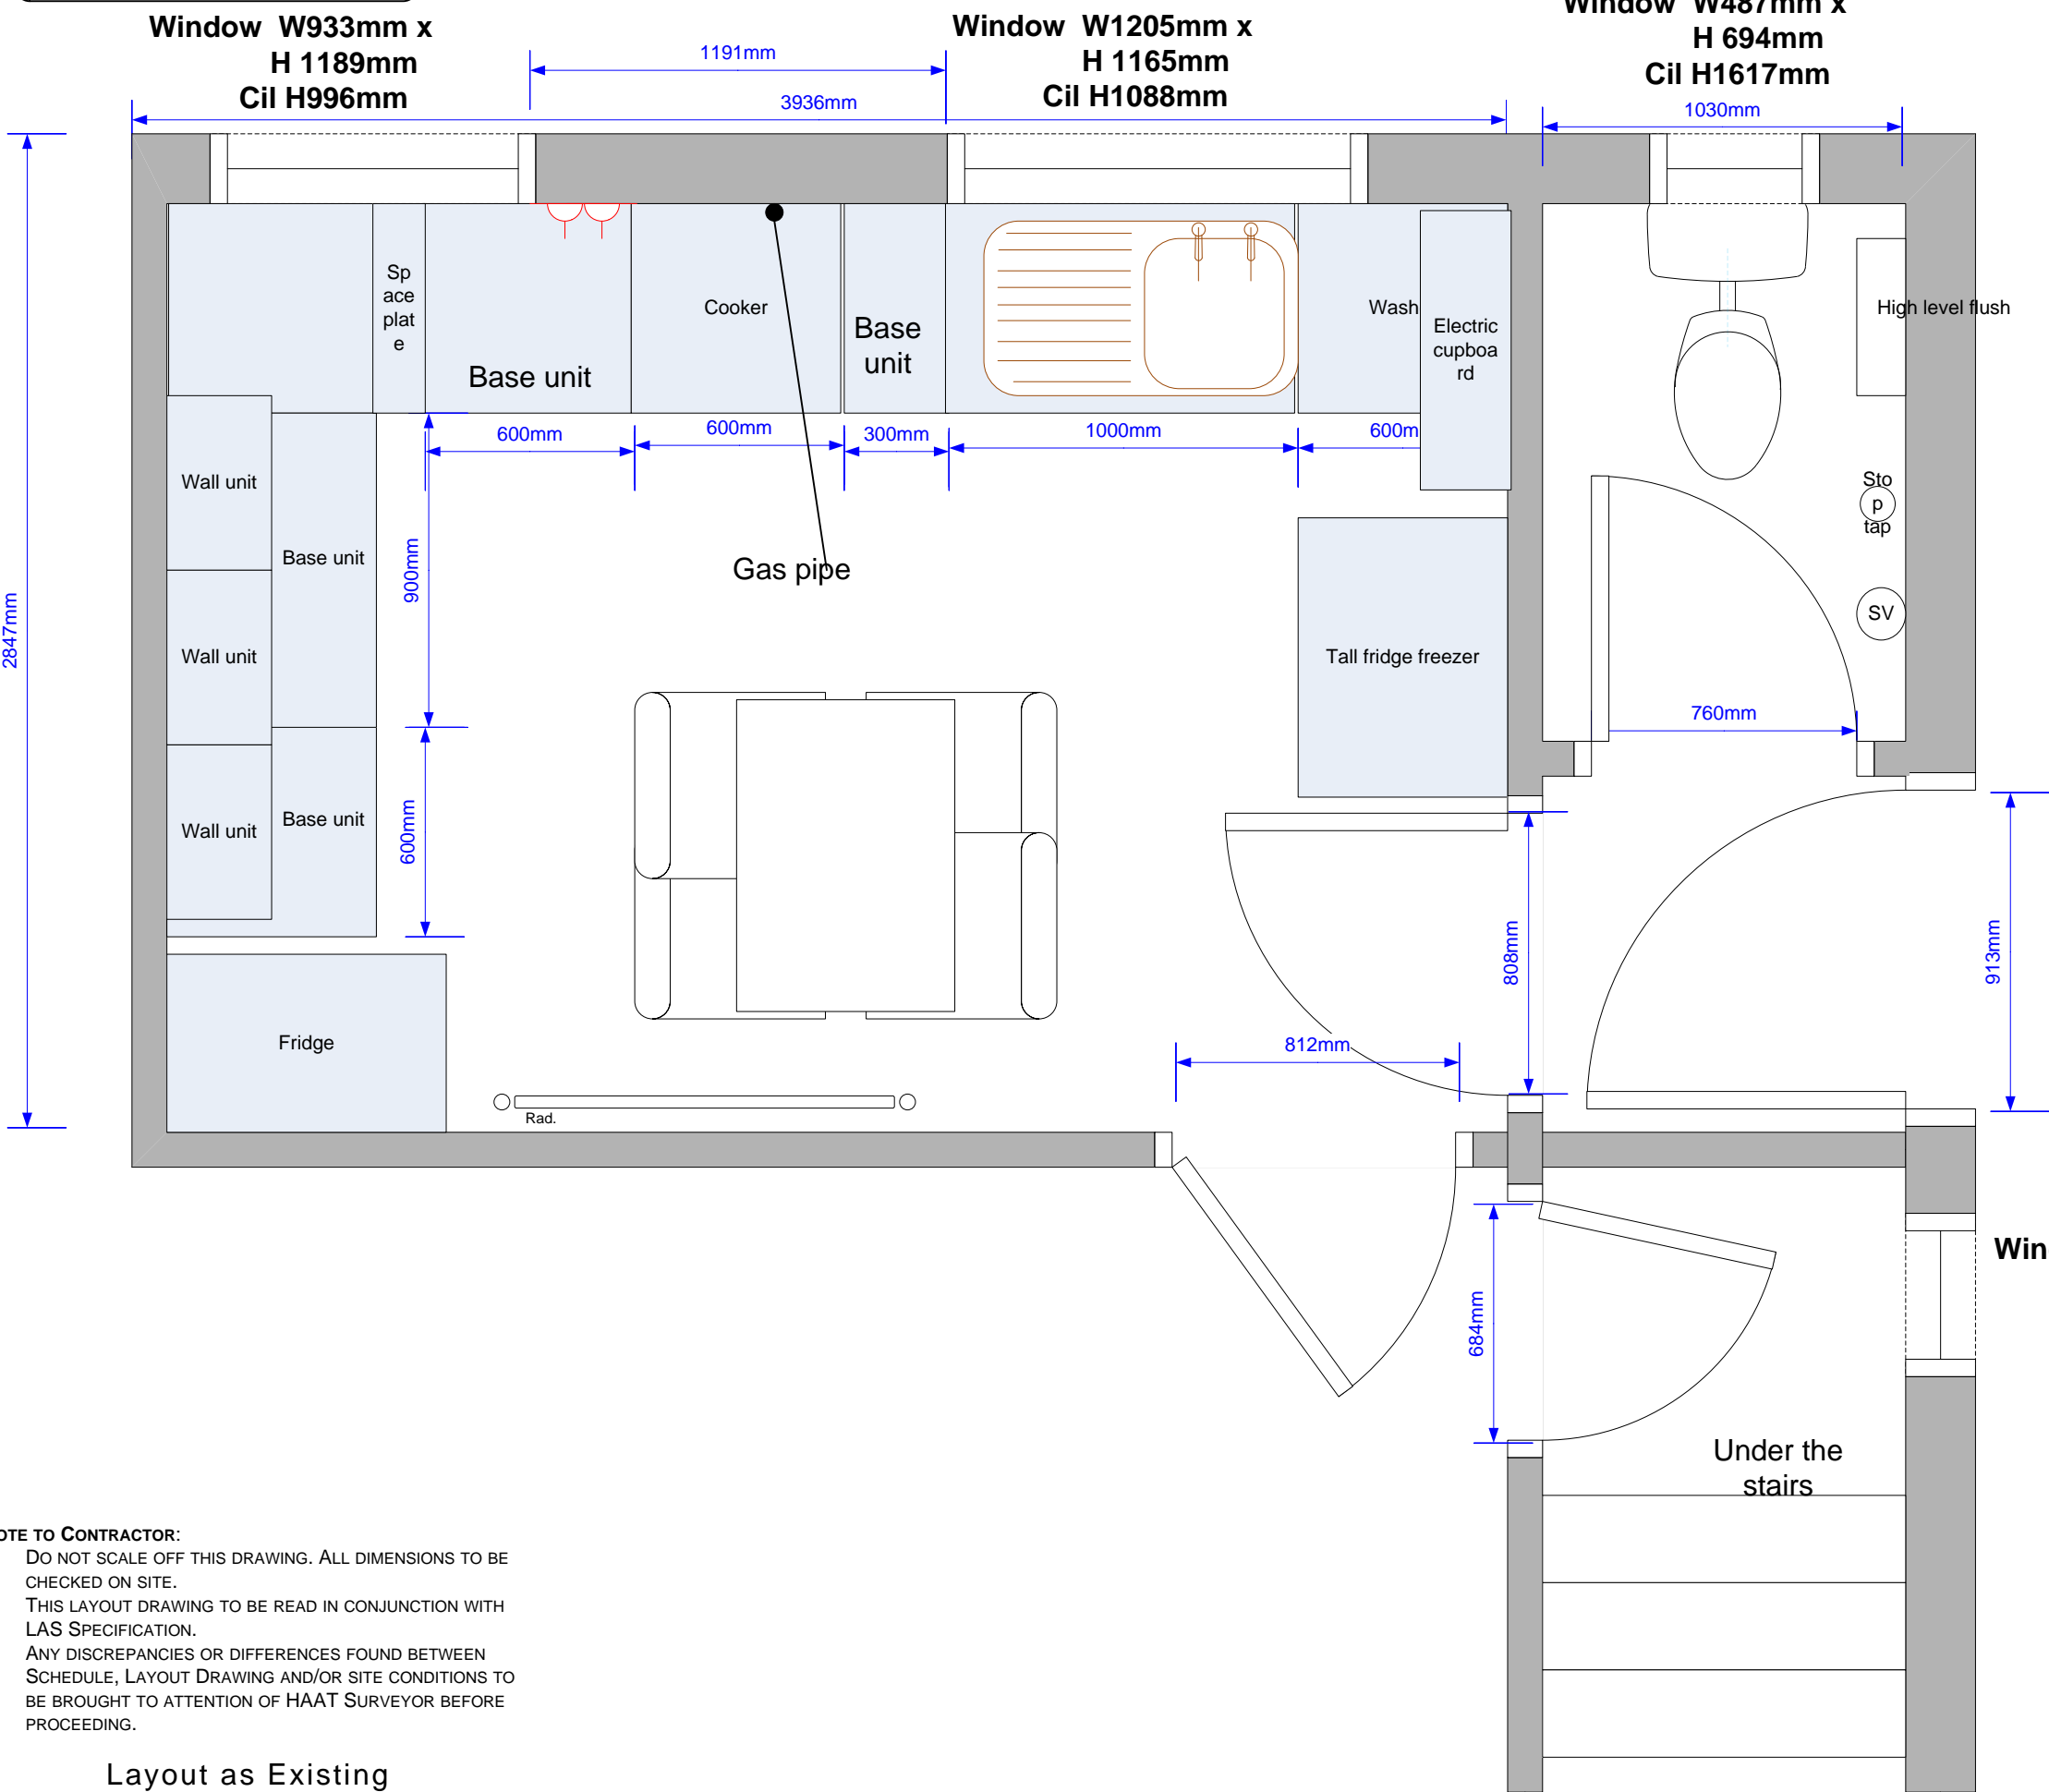 Window W933mm x
H 1189mm
Cil H996mm
Window W1205mm x
H 1165mm
Cil H1088mm
Window W487mm x
H 694mm
Cil H1617mm
1191mm
3936mm
1030mm
2847mm
Sp
ace
plat
e
Base unit
Cooker
Base
unit
Wash
Electric
cupboa
rd
High level flush
600mm
600mm
300mm
1000mm
600m
Wall unit
Base unit
900mm
Gas pipe
Sto
p
tap
SV
Wall unit
Tall fridge freezer
760mm
Wall unit
Base unit
600mm
808mm
913mm
Fridge
812mm
Rad.
684mm
Win
Under the
stairs
OTE TO CONTRACTOR:
DO NOT SCALE OFF THIS DRAWING. ALL DIMENSIONS TO BE
CHECKED ON SITE.
THIS LAYOUT DRAWING TO BE READ IN CONJUNCTION WITH
LAS SPECIFICATION.
ANY DISCREPANCIES OR DIFFERENCES FOUND BETWEEN
SCHEDULE, LAYOUT DRAWING AND/OR SITE CONDITIONS TO
BE BROUGHT TO ATTENTION OF HAAT SURVEYOR BEFORE
PROCEEDING.
Layout as Existing